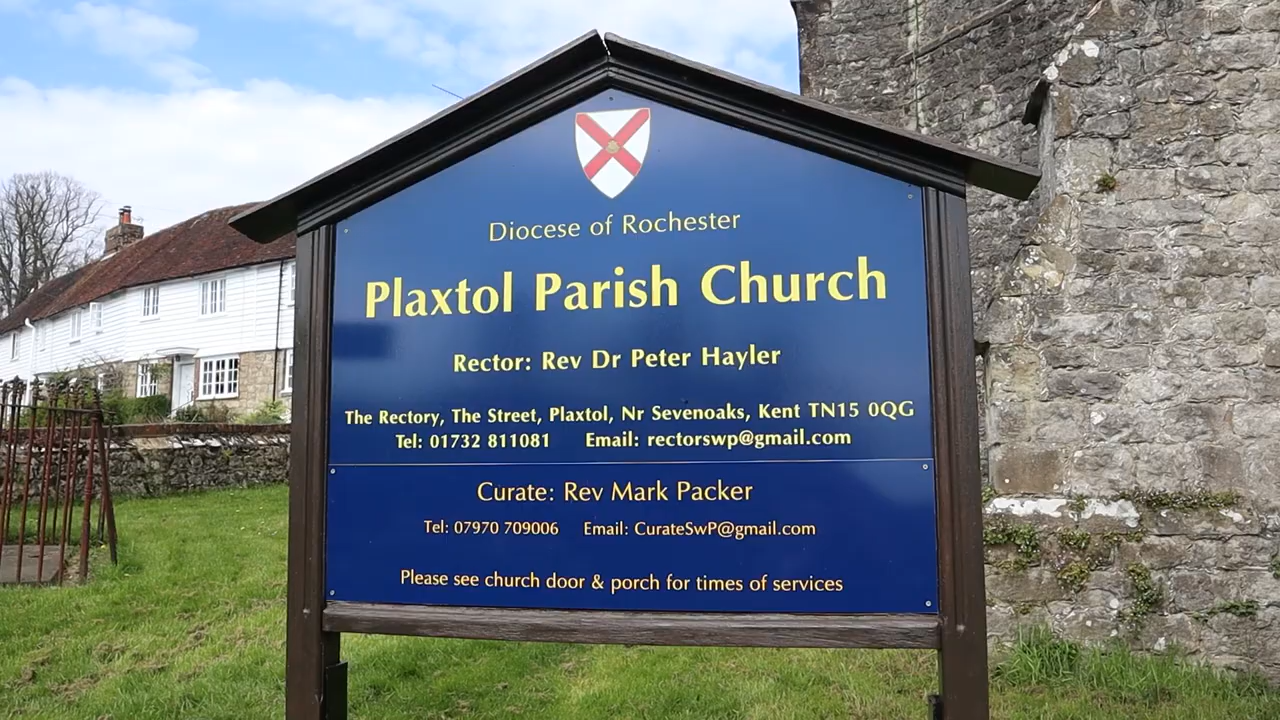 Diocese of Rochester
Plaxtol Parish Church
Rector: Rev Dr Peter Hayler
The Rectory, The Street, Plaxtol, Nr Sevenoaks, Kent TN15 0QG
Tel: 01732 811081 Email: rectorswp@gmail.com
Curate: Rev Mark Packer
Tel: 07970 709006 Email: CurateSwP@gmail.com
Please see church door & porch for times of services